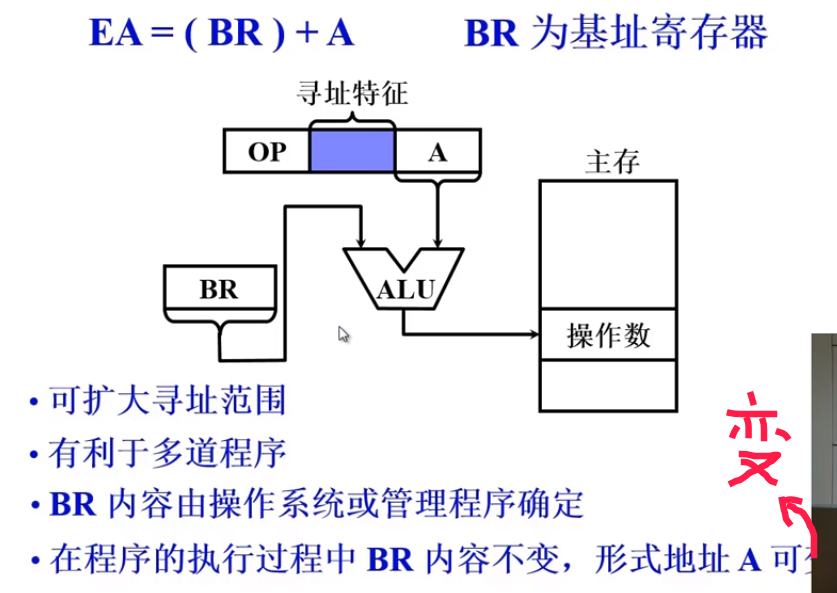 EA = ( BR ) + A
BR 为基址寄存器
寻址特征
OP
A
主存
BR
ALU
操作数
• 可扩大寻址范围
• 有利于多道程序
变
• BR 内容由操作系统或管理程序确定
• 在程序的执行过程中 BR 内容不变，形式地址 A 可变